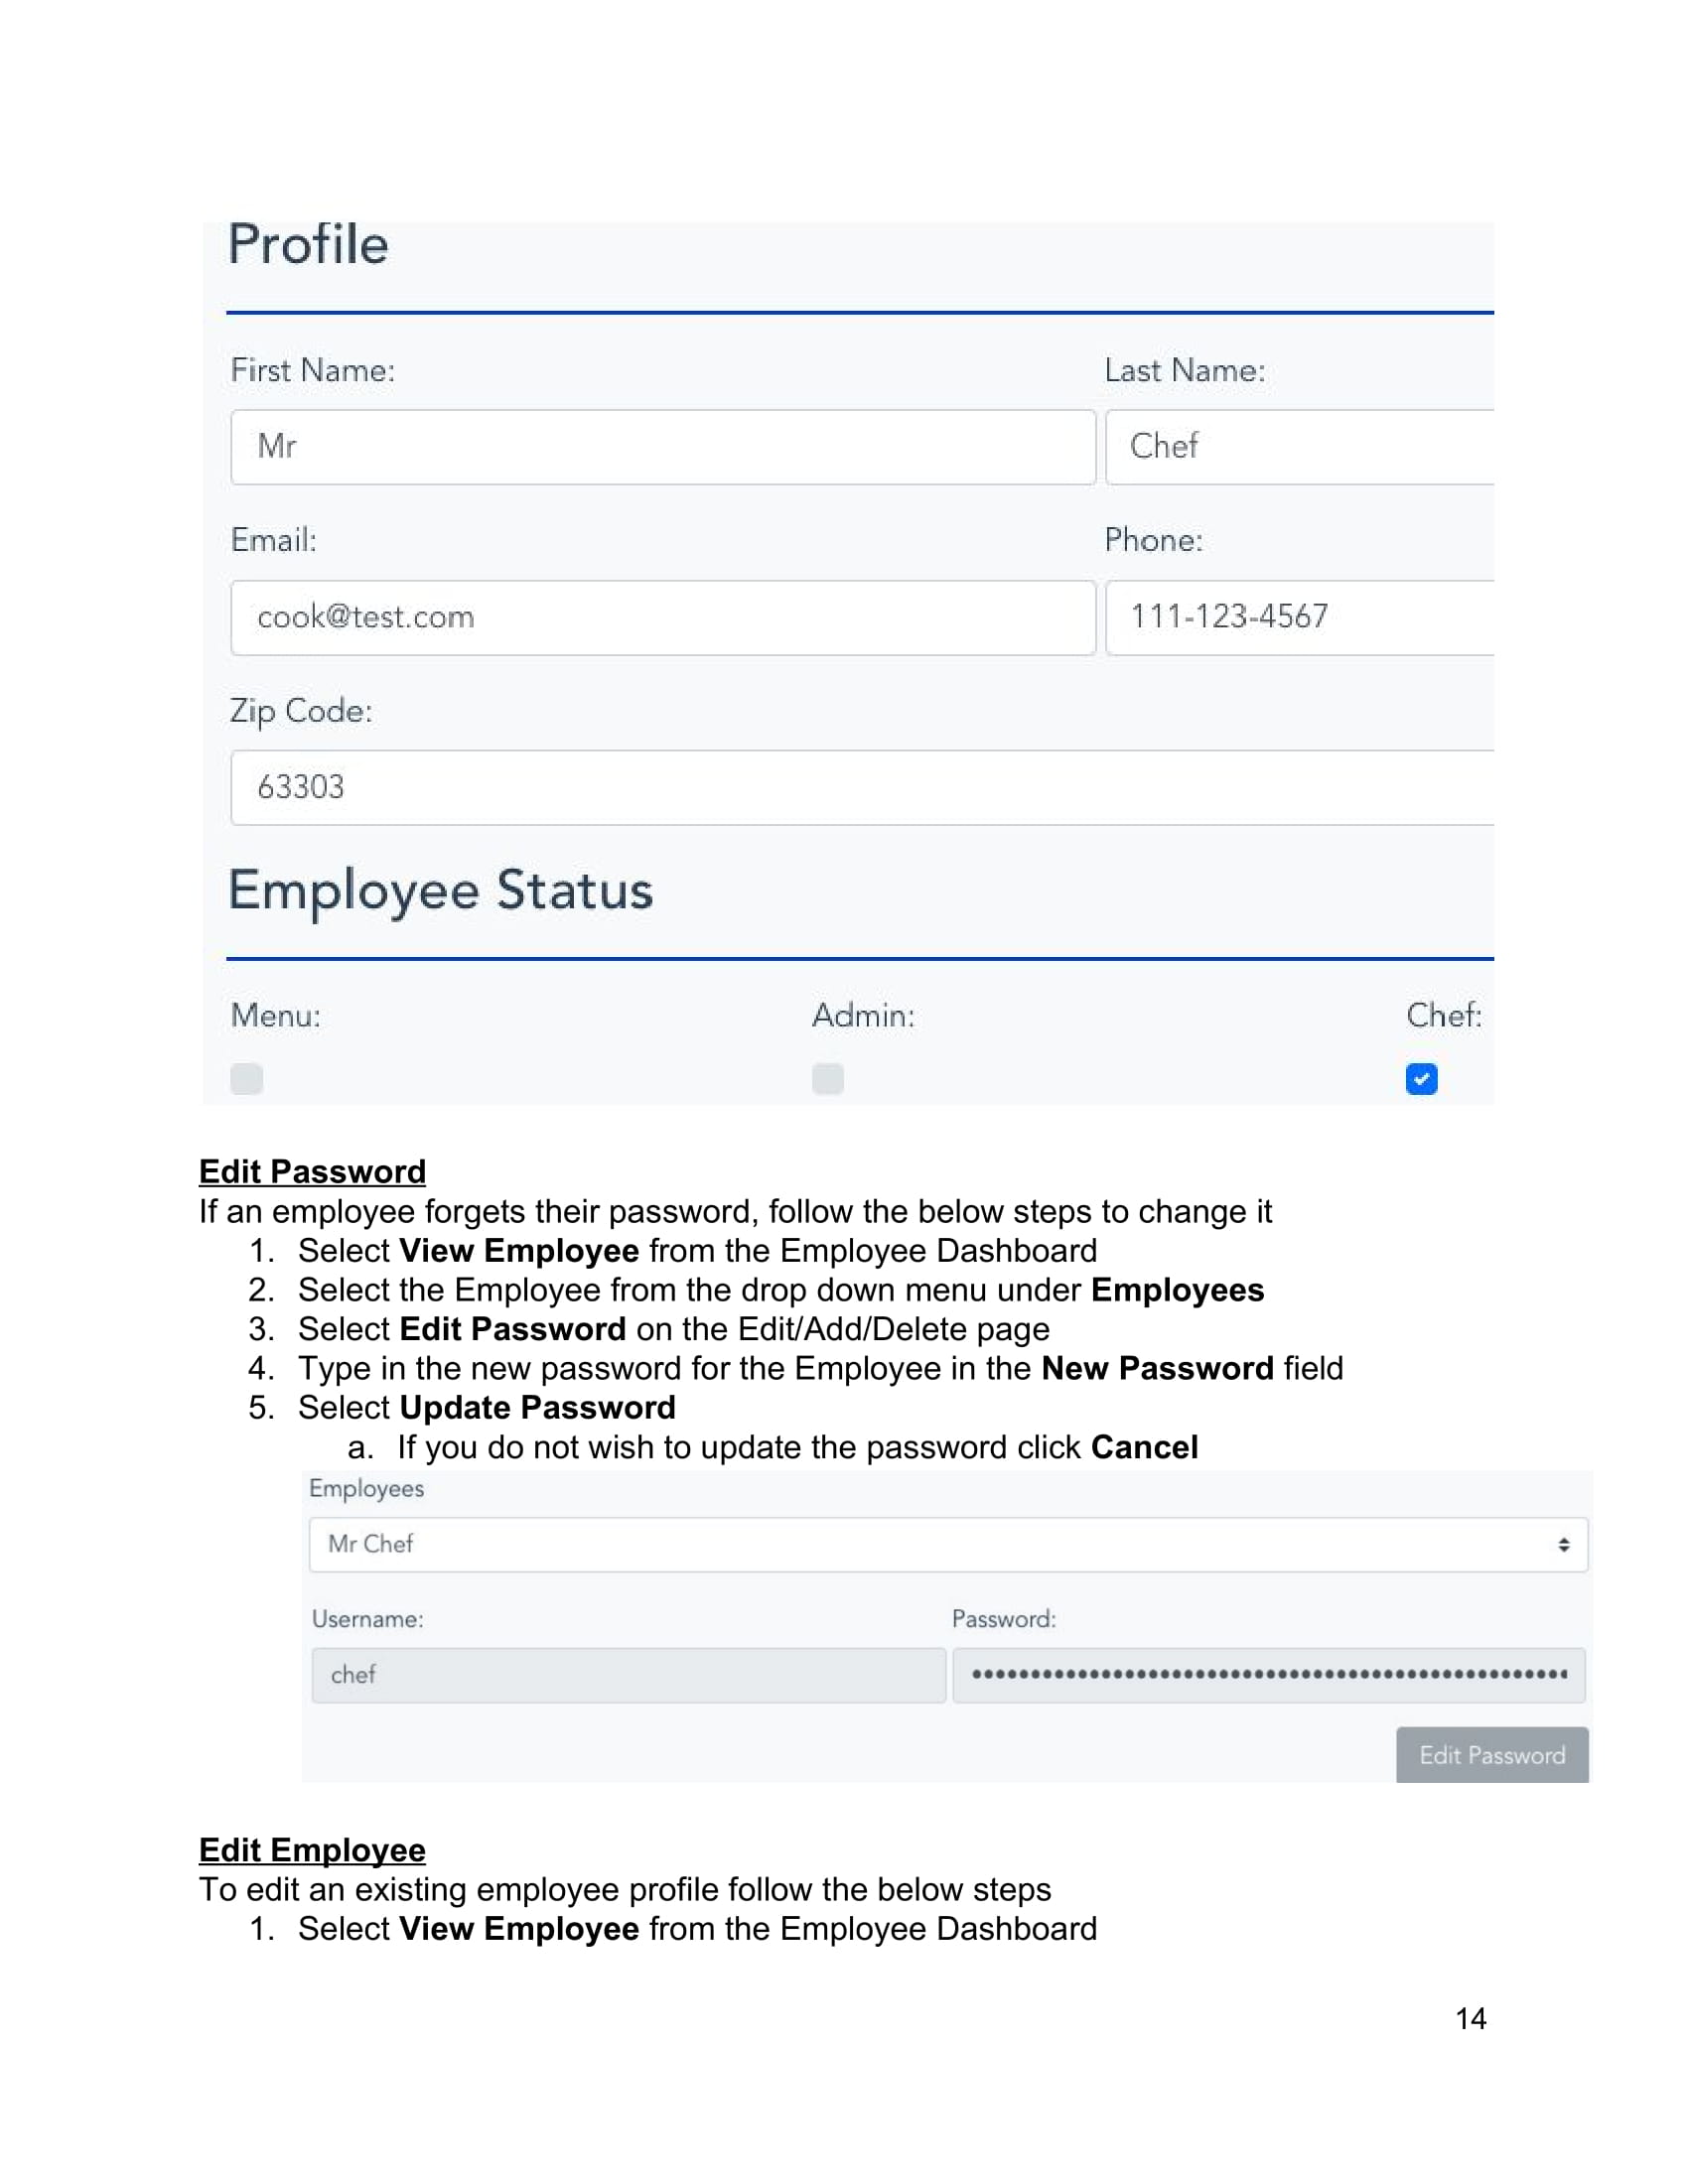 Profile
First Name: Last Name:
Mr Chef
Email: Phone:
cook@test.com 111-123-4567
Zip Code:
63303
Employee Status
Menu: Admin: Chef:
Edit Password
If an employee forgets their password, follow the below steps to change it
1. Select View Employee from the Employee Dashboard
2. Select the Employee from the drop down menu under Employees
3. Select Edit Password on the Edit/Add/Delete page
4. Type in the new password for the Employee in the New Password field
5. Select Update Password
a. If you do not wish to update the password click Cancel
Employees
Mr Chef
Username: Password:
chef
Edit Password
Edit Employee
To edit an existing employee profile follow the below steps
1. Select View Employee from the Employee Dashboard
14